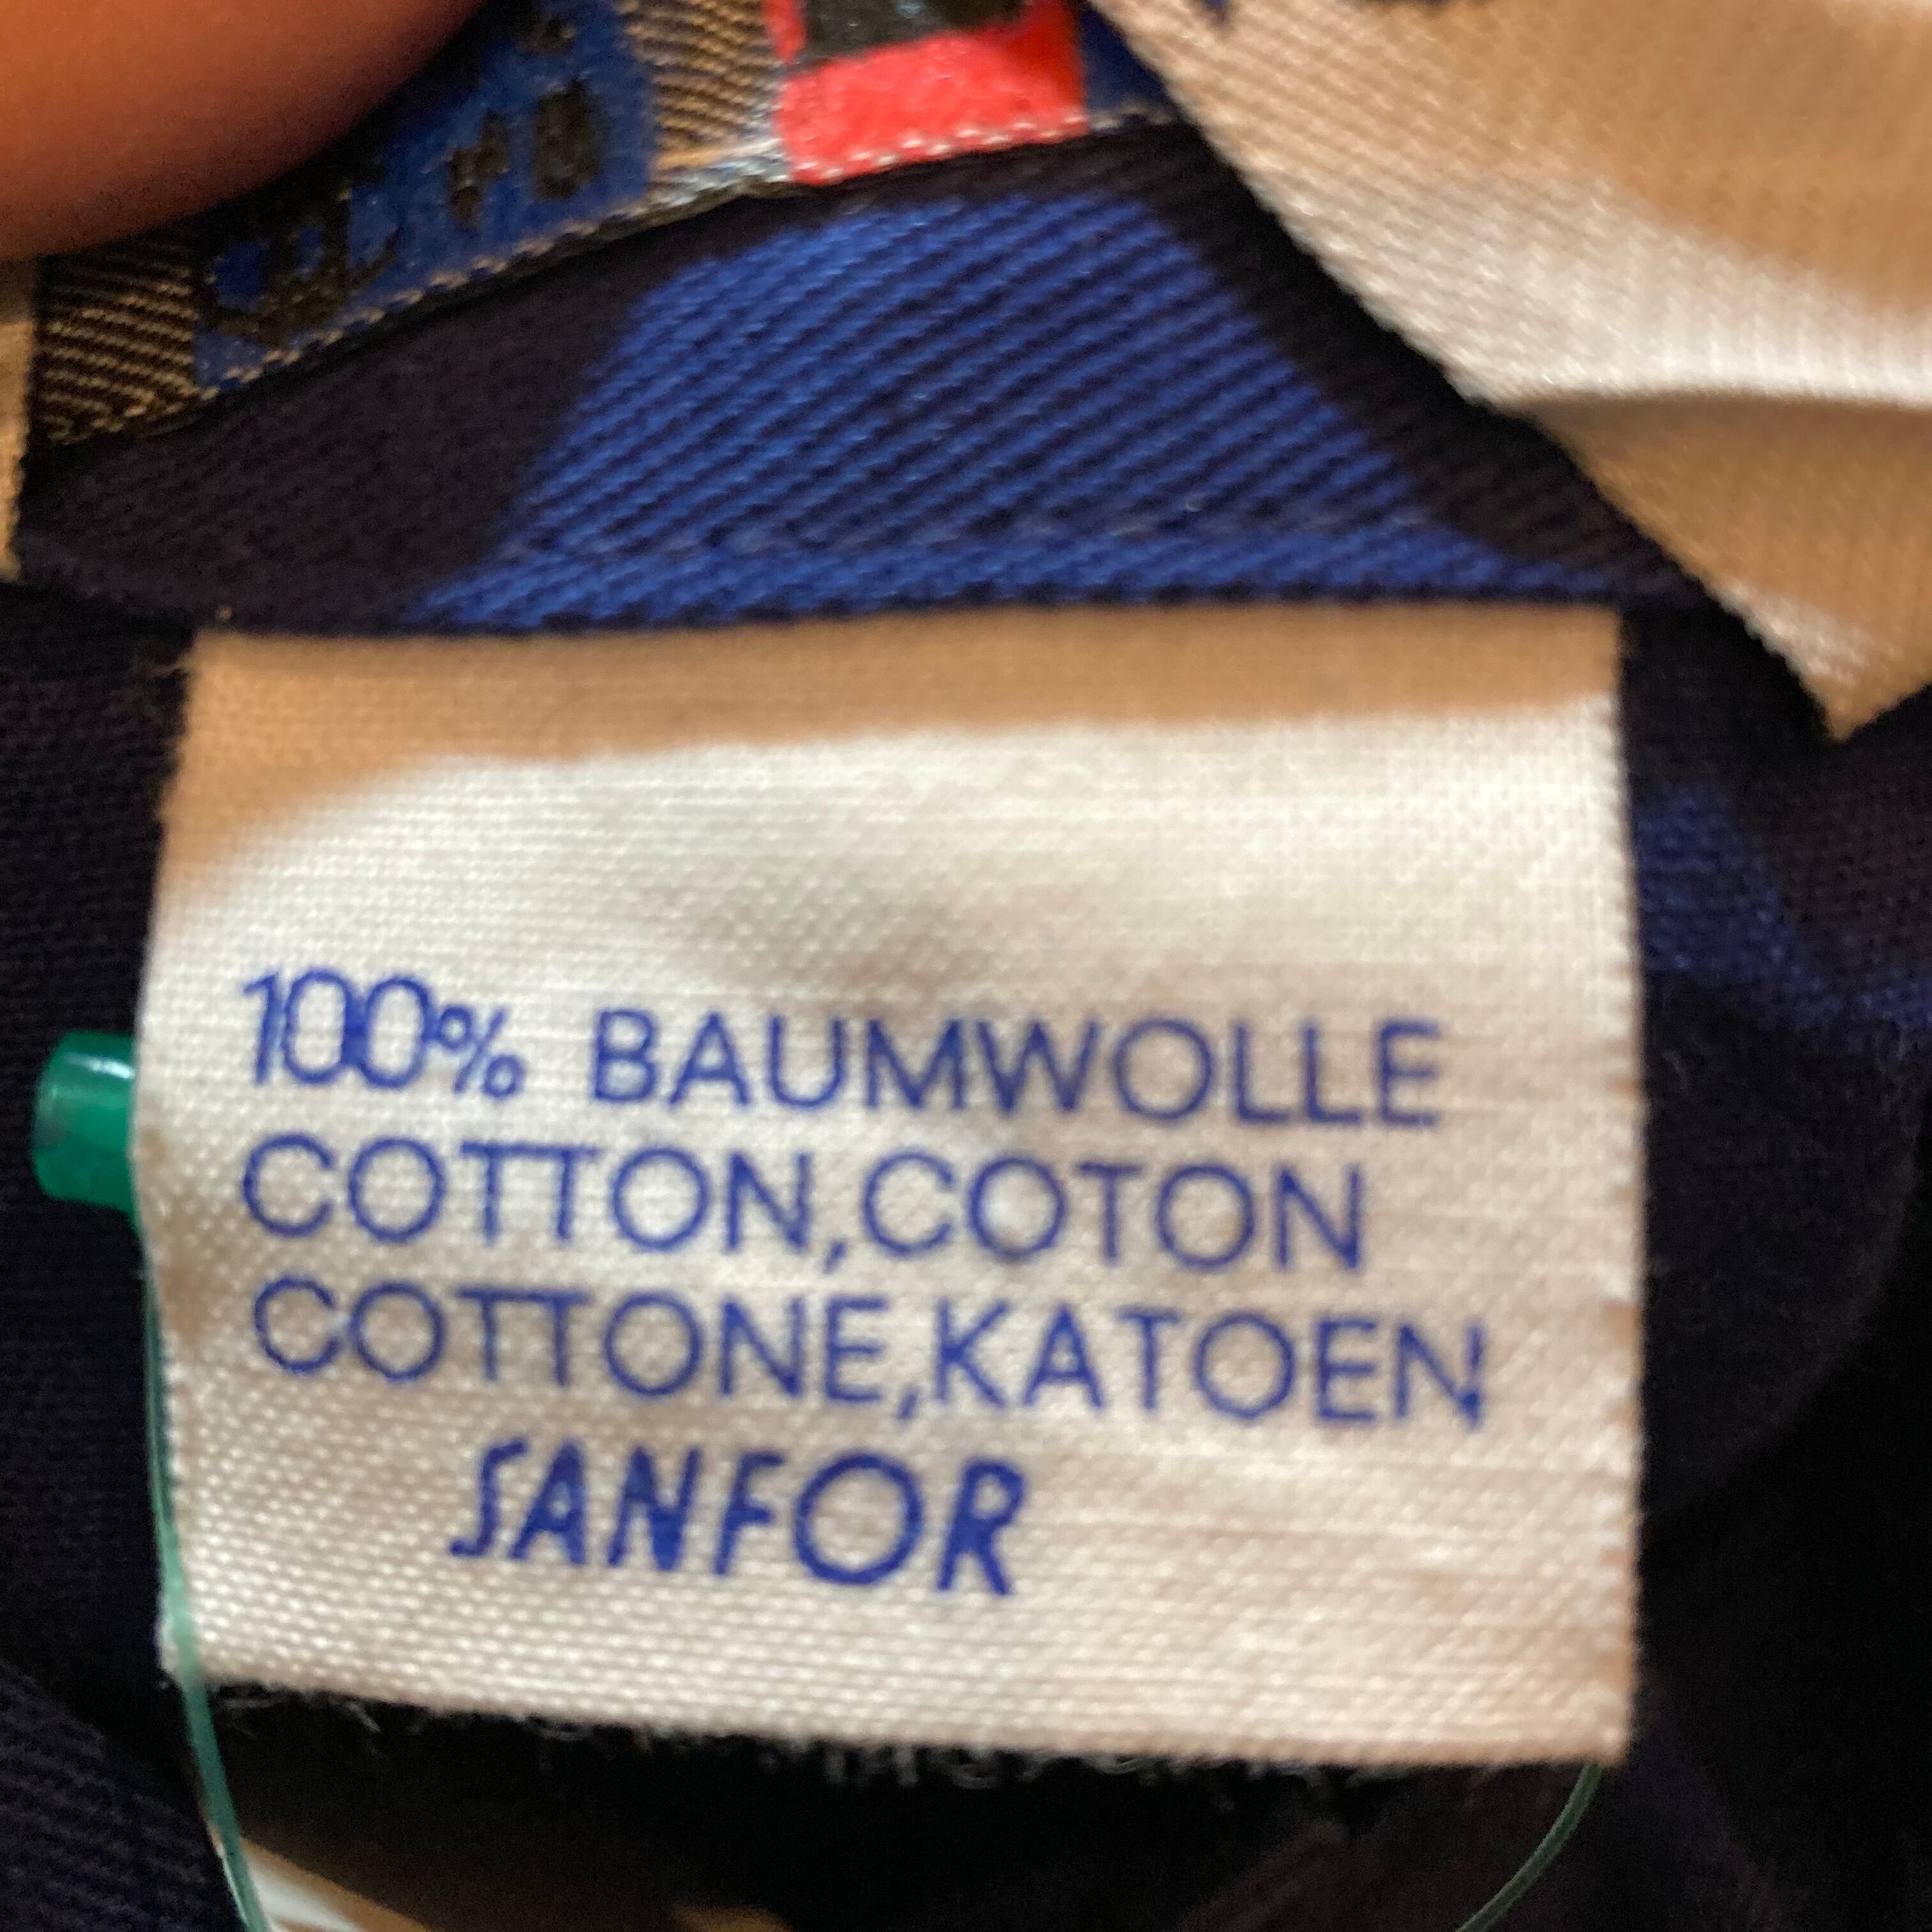 100% BAUMWOLLE
COTTON,COTON
COTTONE,KATOEN
SANFOR